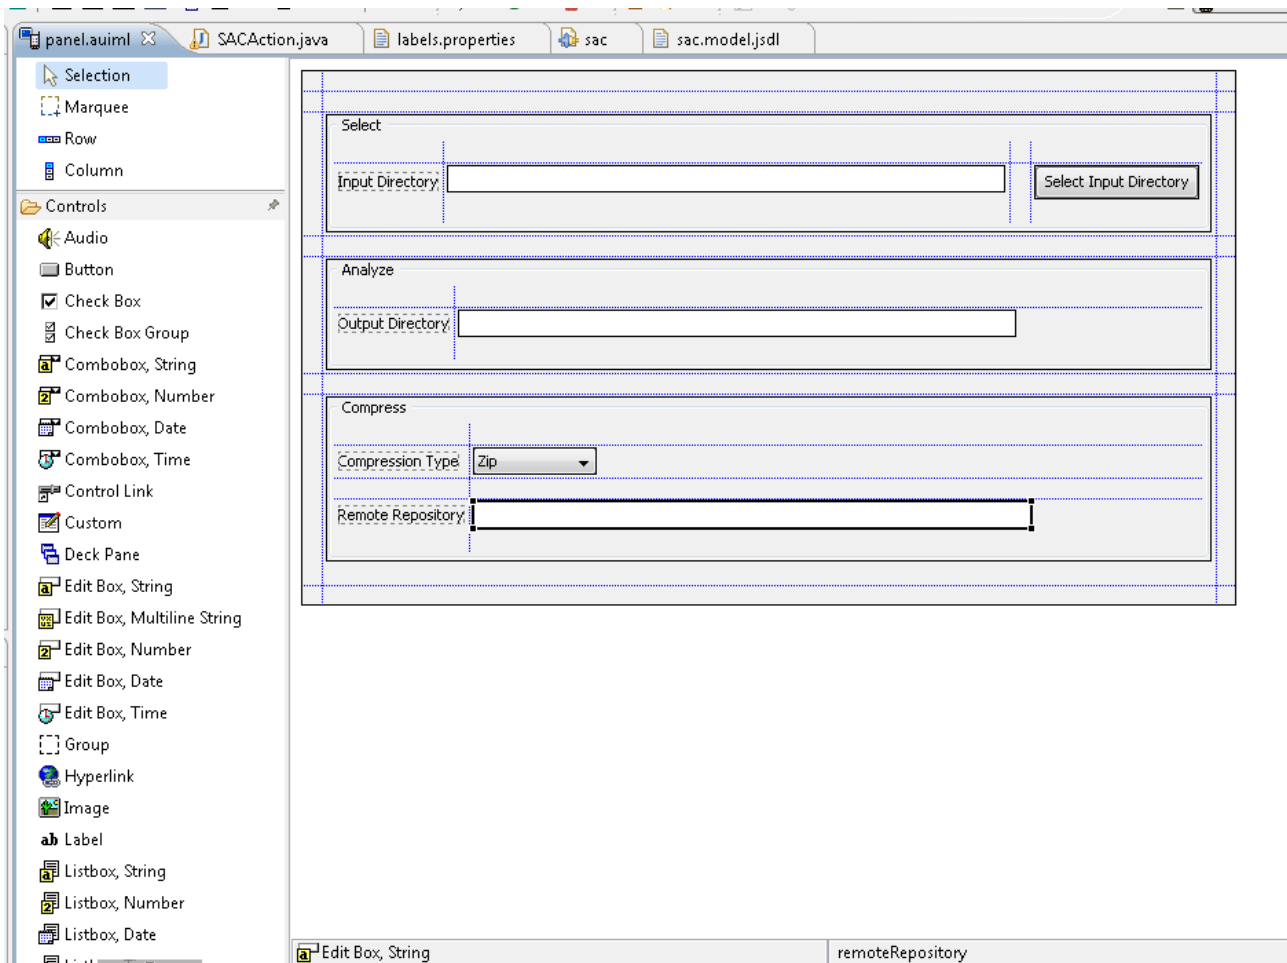 panel.auiml
SACAction.java
labels.properties
sac
sac.model.jsdl
Selection
Marquee
Row
Column
Controls
Audio
Button
Check Box
Check Box Group
Combobox, String
Combobox, Number
Combobox, Date
Combobox, Time
Control Link
Custom
Deck Pane
Edit Box, String
Edit Box, Multiline String
Edit Box, Number
Edit Box, Date
Edit Box, Time
Group
Hyperlink
Image
Label
Listbox, String
Listbox, Number
Listbox, Date
Select
Input Directory
Select Input Directory
Analyze
Output Directory
Compress
Compression Type
Zip
Remote Repository
Edit Box, String
remoteRepository